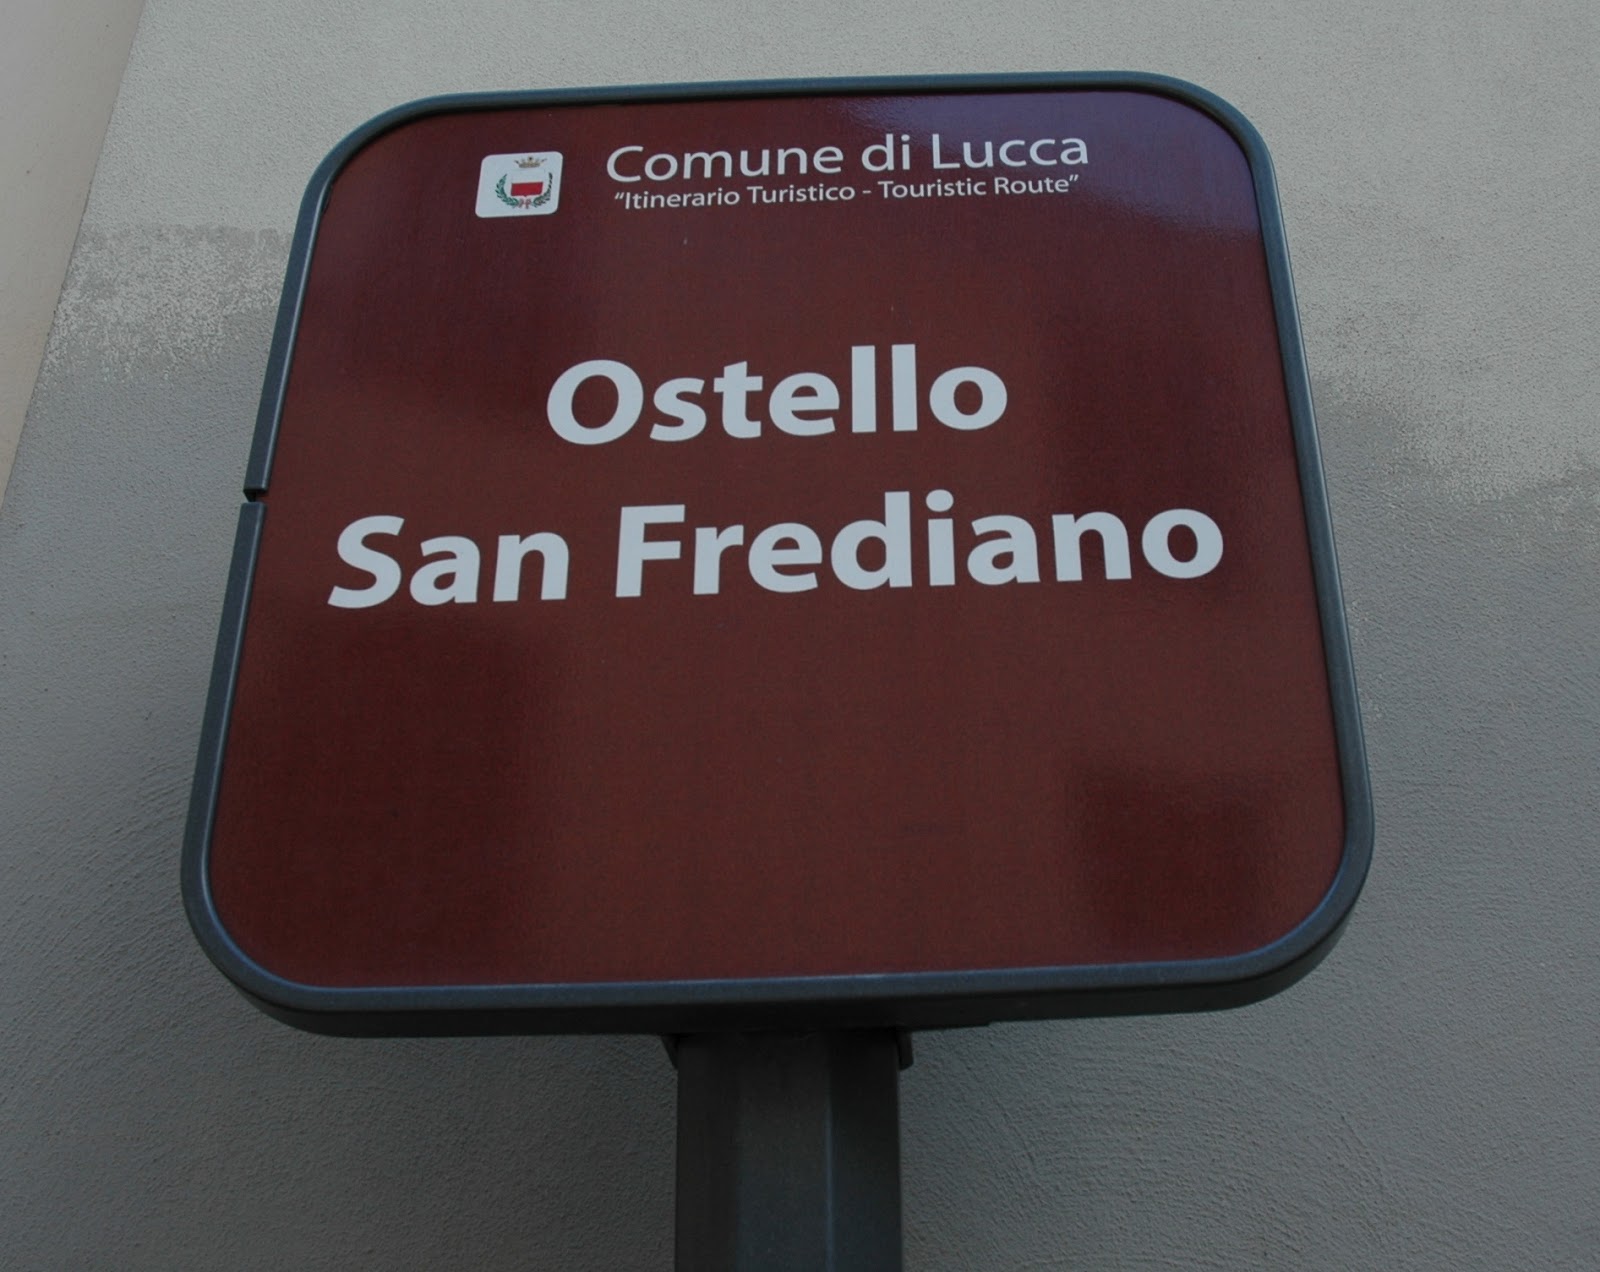 Comune di Lucca
“Itinerario Turistico - Touristic Route”
Ostello
San Frediano